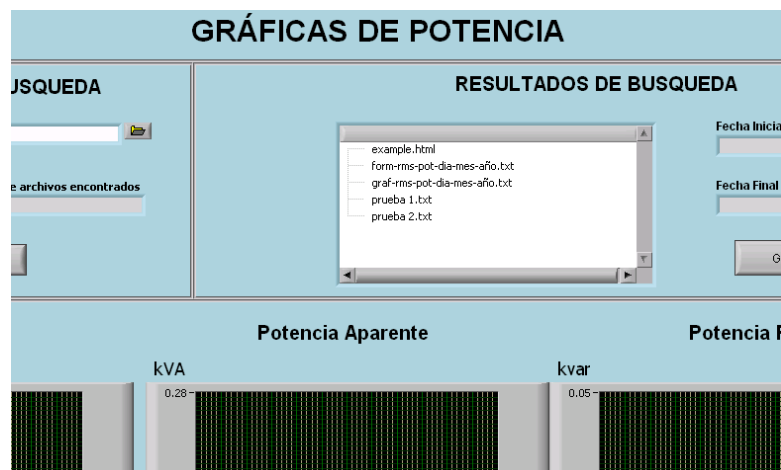 GRÁFICAS DE POTENCIA
USQUEDA
RESULTADOS DE BUSQUEDA
Fecha Inicia
example.html
form-rms-pot-dia-mes-año.txt
graf-rms-pot-dia-mes-año.txt
prueba 1.txt
prueba 2.txt
e archivos encontrados
Fecha Final
G
Potencia Aparente
Potencia
kVA
kvar
0.28
0.05